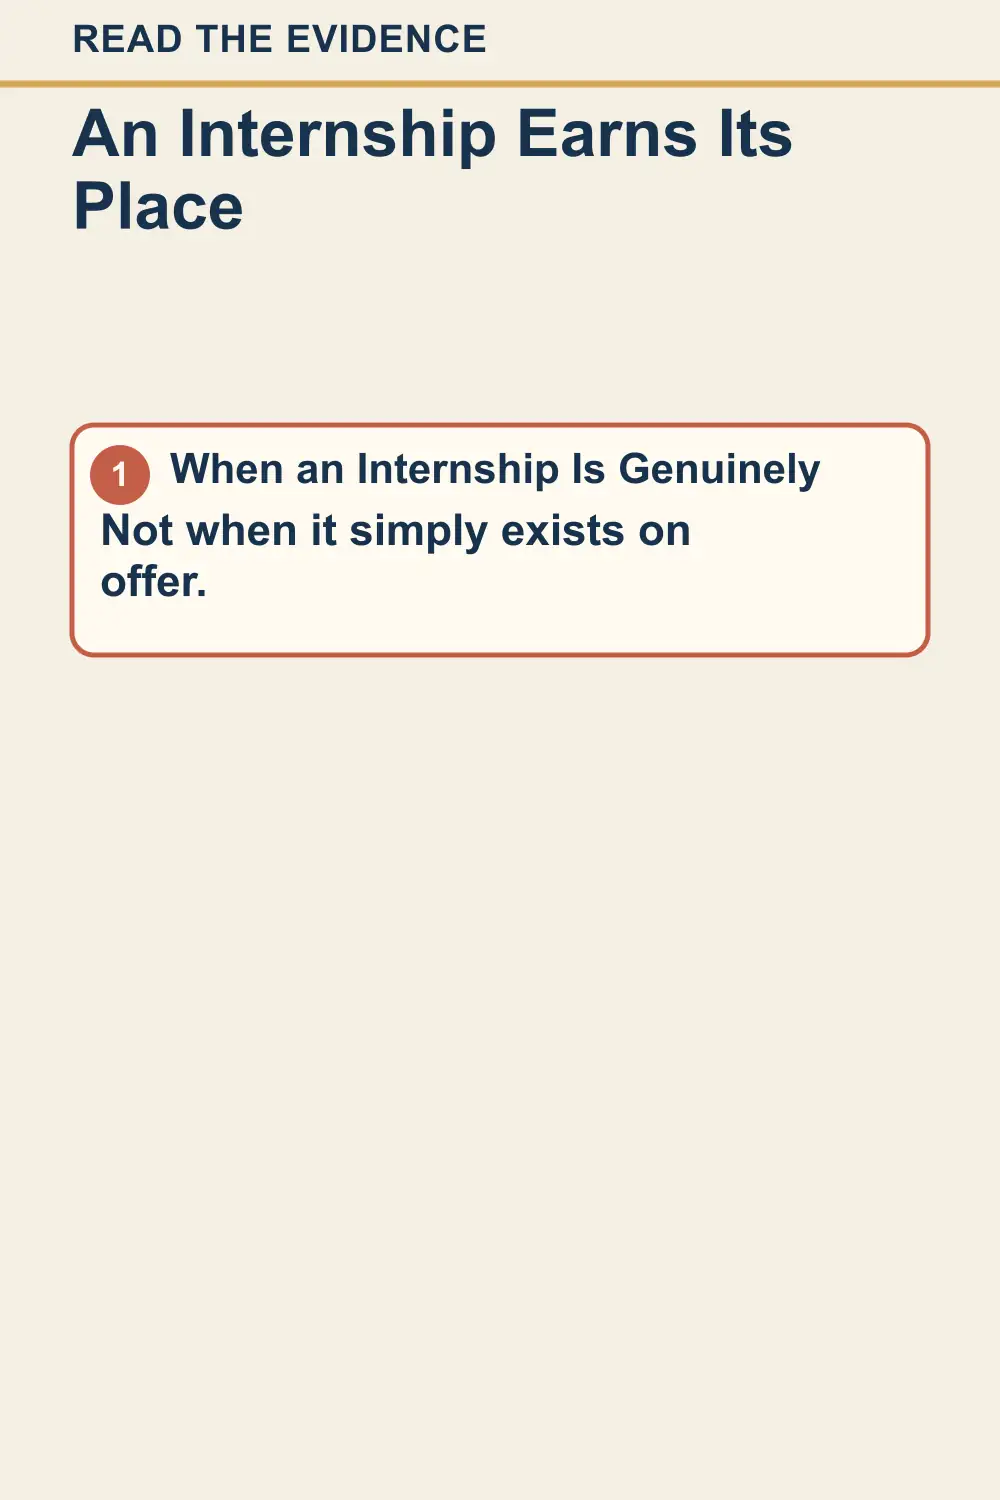 READ THE EVIDENCE
An Internship Earns Its
Place
1 When an Internship Is Genuinely
Not when it simply exists on
offer.